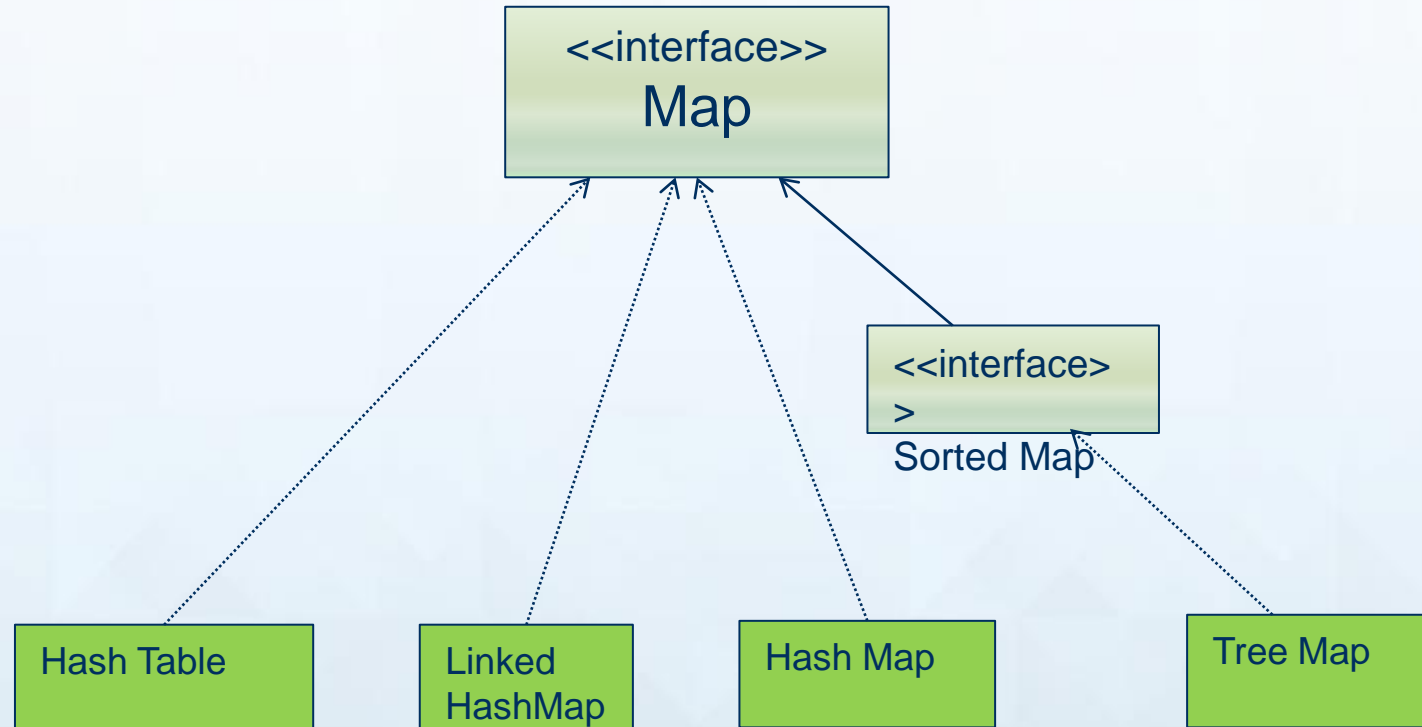 <<interface>>
Map
<<interface>
>
Sorted Map
Hash Table
Linked
HashMap
Hash Map
Tree Map